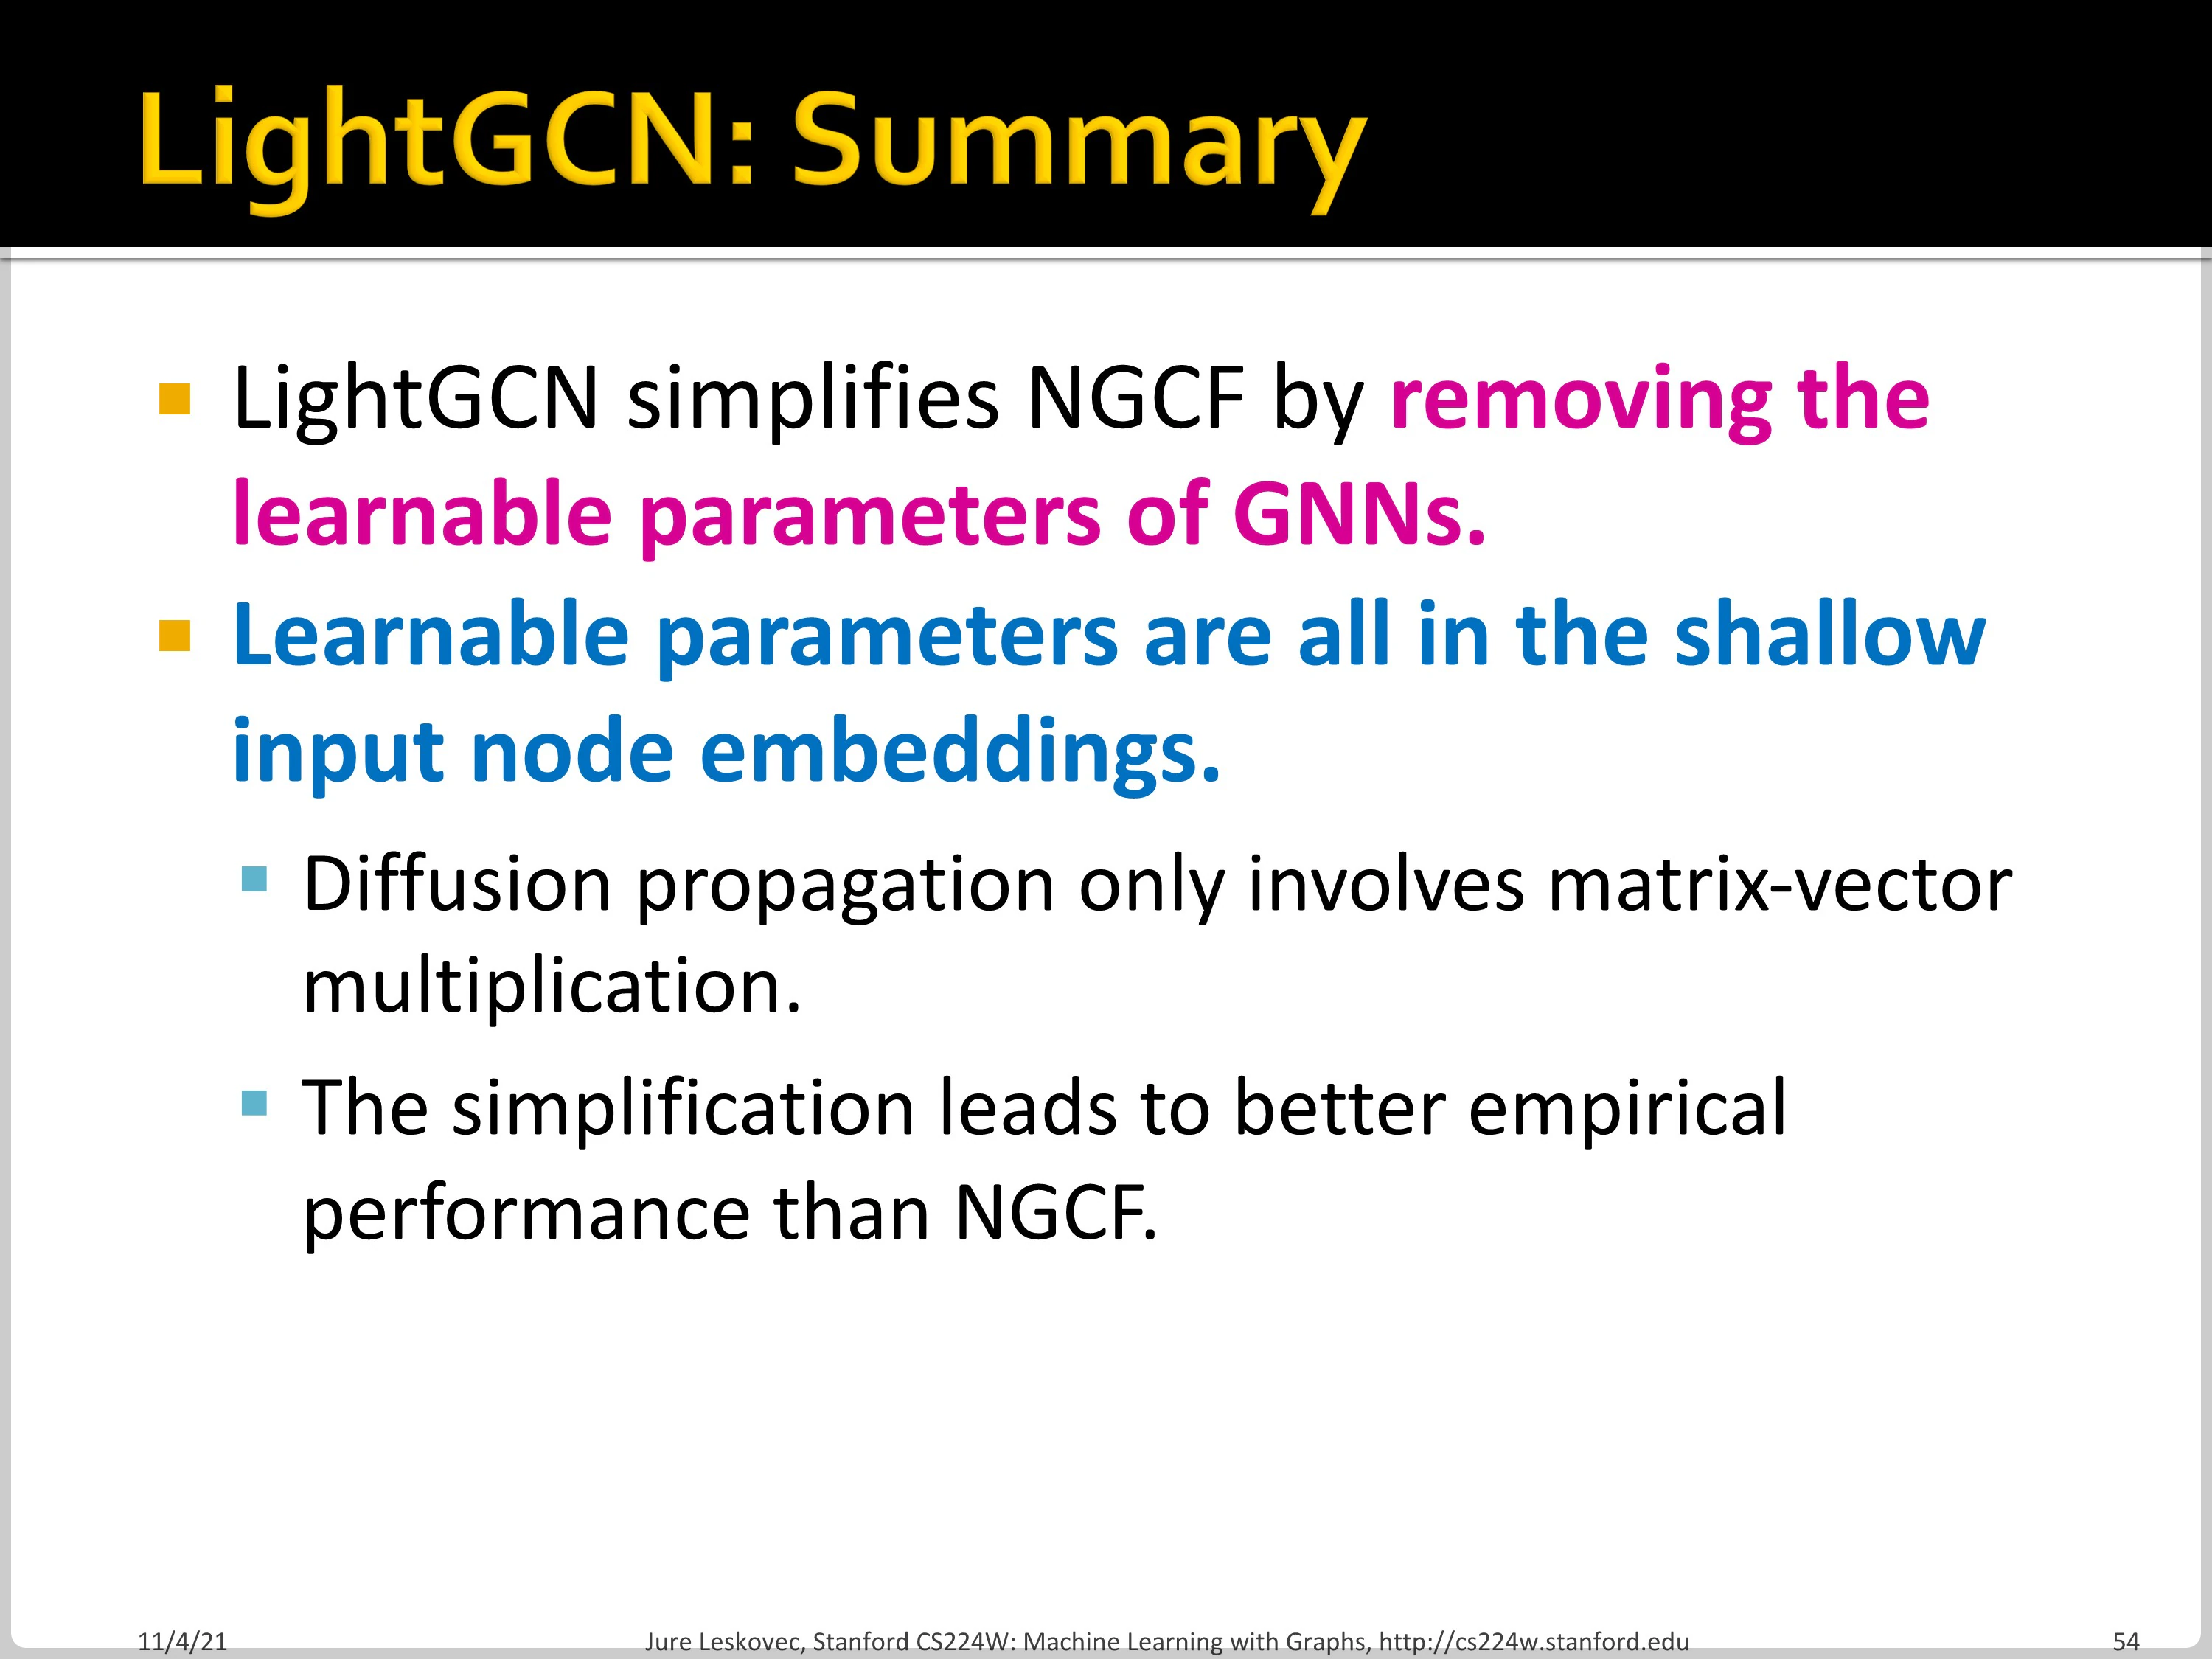 LightGCN: Summary
LightGCN simplifies NGCF by removing the
learnable parameters of GNNs.
Learnable parameters are all in the shallow
input node embeddings.
Diffusion propagation only involves matrix-vector
multiplication.
The simplification leads to better empirical
performance than NGCF.
11/4/21
Jure Leskovec, Stanford CS224W: Machine Learning with Graphs, http://cs224w.stanford.edu
54